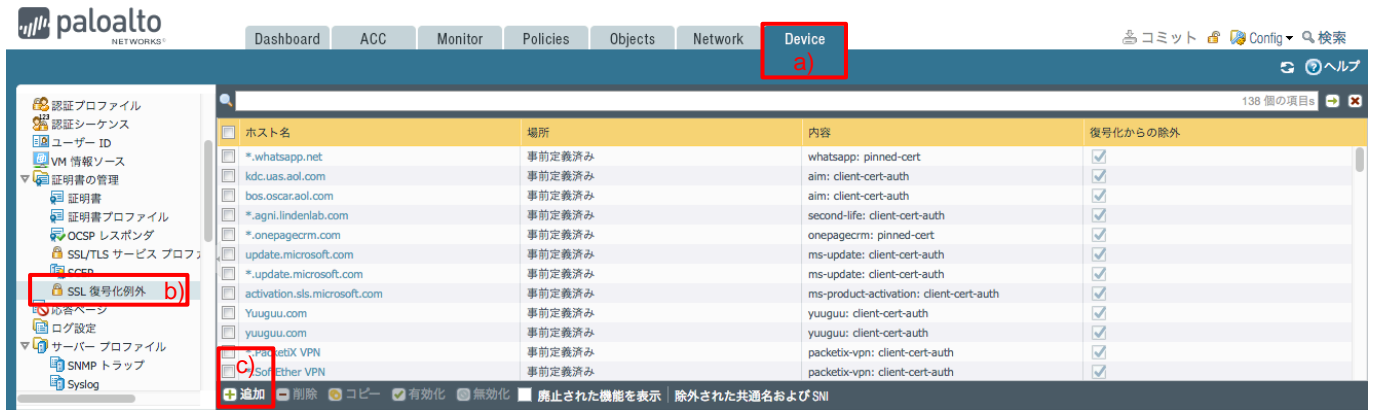 paloalto
NETWORKS®
Dashboard ACC Monitor Policies Objects Network Device
a)
コミット Config 検索
ヘルプ
認証プロファイル
認証シーケンス
ユーザー ID
VM 情報ソース
証明書の管理
証明書
証明書プロファイル
OCSP レスポンダ
SSL/TLS サービス プロファ
SCEP
SSL 復号化例外 b)
応答ページ
ログ設定
サーバー プロファイル
SNMP トラップ
Syslog
138 個の項目s
ホスト名 場所 内容 復号化からの除外
*.whatsapp.net 事前定義済み whatsapp: pinned-cert
kdc.uas.aol.com 事前定義済み aim: client-cert-auth
bos.oscar.aol.com 事前定義済み aim: client-cert-auth
*.agni.lindenlab.com 事前定義済み second-life: client-cert-auth
*.onepagecrm.com 事前定義済み onepagecrm: pinned-cert
update.microsoft.com 事前定義済み ms-update: client-cert-auth
*.update.microsoft.com 事前定義済み ms-update: client-cert-auth
activation.sls.microsoft.com 事前定義済み ms-product-activation: client-cert-auth
Yuuguu.com 事前定義済み yuuguu: client-cert-auth
yuuguu.com 事前定義済み yuuguu: client-cert-auth
*.PacketiX VPN 事前定義済み packetix-vpn: client-cert-auth
c) *.SoftEther VPN 事前定義済み packetix-vpn: client-cert-auth
追加 削除 コピー 有効化 無効化 廃止された機能を表示 除外された共通名および SNI